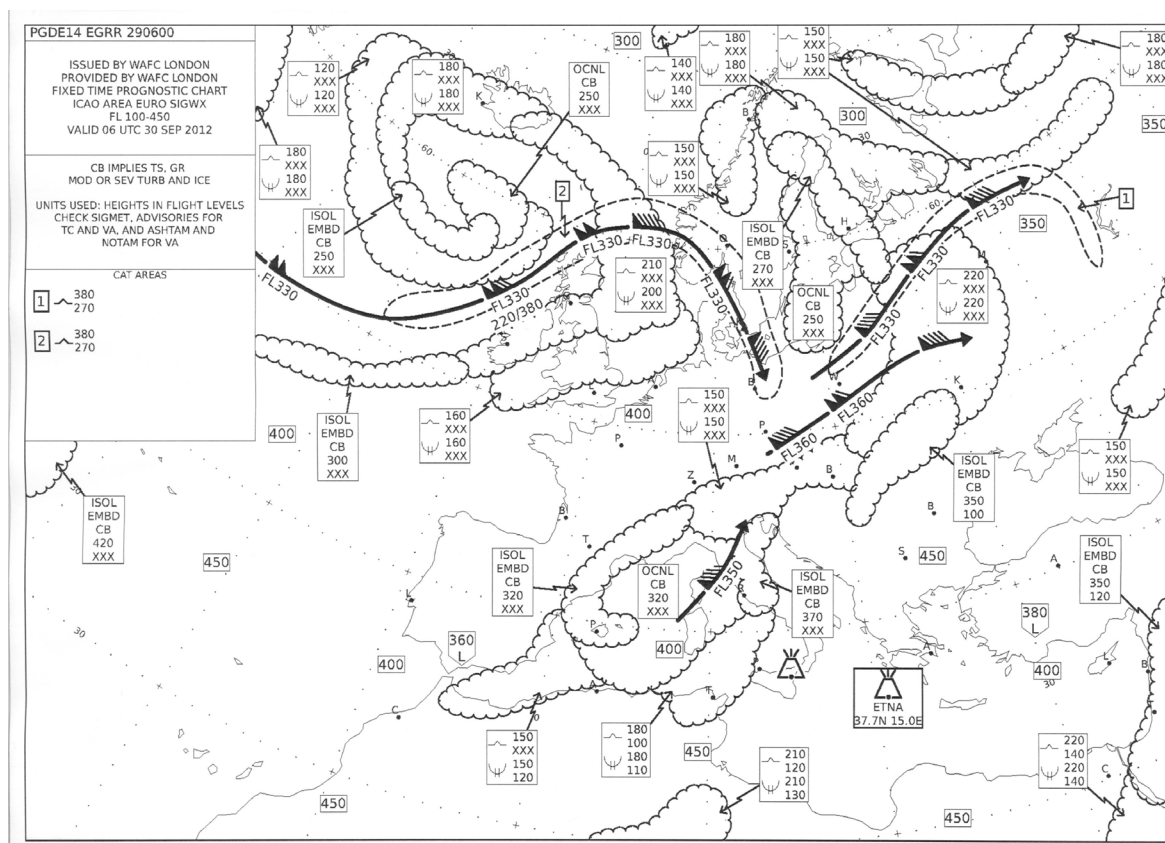 PGDE14 EGRR 290600
ISSUED BY WAFC LONDON
PROVIDED BY WAFC LONDON
FIXED TIME PROGNOSTIC CHART
ICAO AREA EURO SIGWX
FL 100-450
VALID 06 UTC 30 SEP 2012
CB IMPLIES TS, GR
MOD OR SEV TURB AND ICE
UNITS USED: HEIGHTS IN FLIGHT LEVELS
CHECK SIGMET, ADVISORIES FOR
TC AND VA, AND ASHTAM AND
NOTAM FOR VA
CAT AREAS
1 380
270
2 380
270
120
XXX
120
XXX
180
XXX
180
XXX
OCNL
CB
250
XXX
300
140
XXX
140
XXX
180
XXX
180
XXX
150
XXX
150
XXX
180
XXX
180
300
350
180
XXX
180
XXX
K
60
B
30
150
XXX
150
XXX
2
1
ISOL
EMBD
CB
250
XXX
ISOL
EMBD
CB
270
XXX
60
350
H
S
FL330
FL330
220/380
FL330
FL330
FL330
FL330
FL330
FL330
210
XXX
200
XXX
OCNL
CB
250
XXX
220
XXX
220
XXX
ISOL
EMBD
CB
300
XXX
400
160
XXX
160
XXX
400
150
XXX
150
XXX
L
B
W
K
P
P
M
Z
B
FL360
FL360
150
XXX
150
XXX
ISOL
EMBD
CB
350
100
30
ISOL
EMBD
CB
420
XXX
450
B
T
L
ISOL
EMBD
CB
320
XXX
OCNL
CB
320
XXX
FL350
ISOL
EMBD
CB
370
XXX
B
S
450
A
ISOL
EMBD
CB
350
120
30
360
L
400
P
400
380
L
400
30
A
B
ETNA
37.7N 15.0E
C
A
0
T
150
XXX
150
120
180
100
180
110
450
210
120
210
130
220
140
220
140
C
450
450